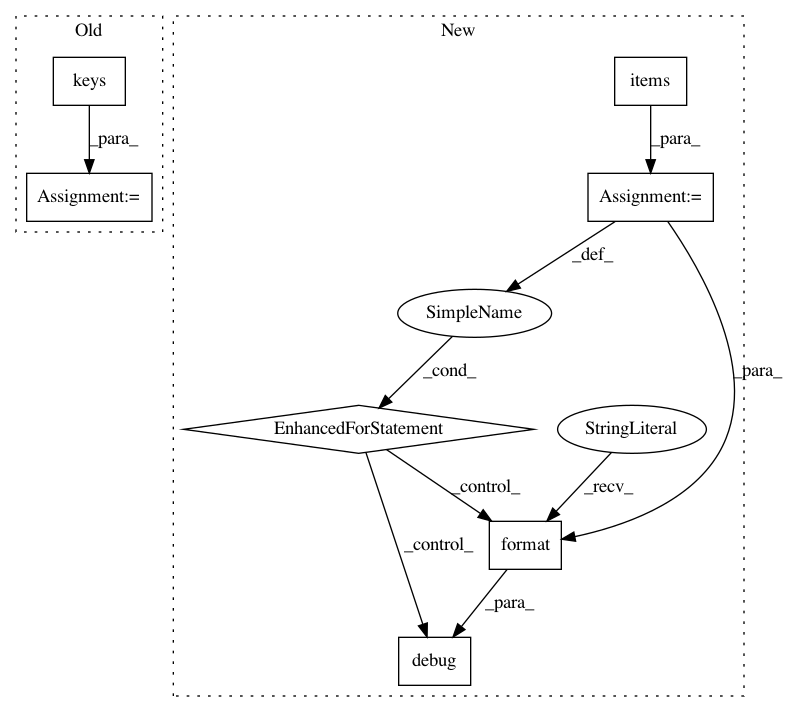 Old
New
keys
items
_para_
_para_
Assignment:=
Assignment:=
_def_
SimpleName
_cond_
_para_
EnhancedForStatement
StringLiteral
_control_
_recv_
_control_
format
_para_
debug